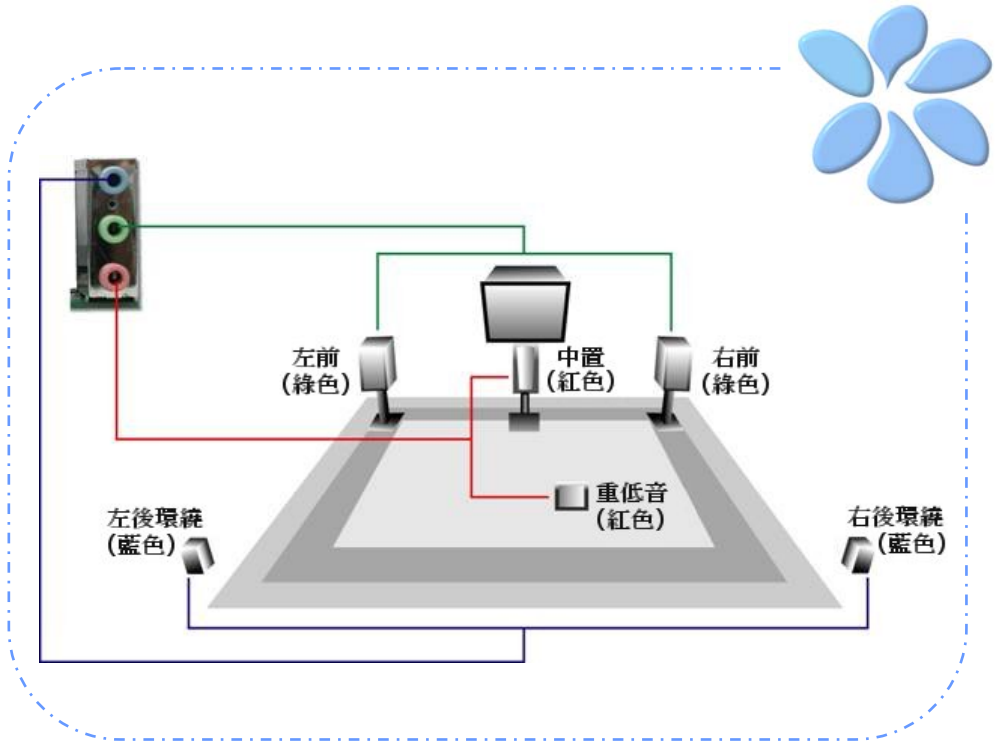 左前
(綠色)
中置
(紅色)
右前
(綠色)
重低音
(紅色)
左後環繞
(藍色)
右後環繞
(藍色)